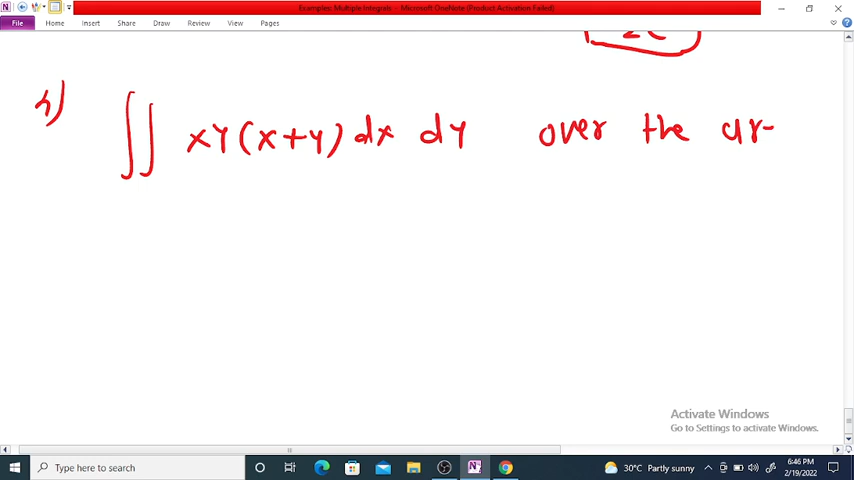 Examples: Multiple Integrals -- Microsoft OneNote (Product Activation Failed)
File Home Insert Share Draw Review View Pages
∬ xy(x+y) dx dy over the ar
Activate Windows
Go to Settings to activate Windows.
Type here to search
30°C Partly sunny
6:46 PM
2/19/2022